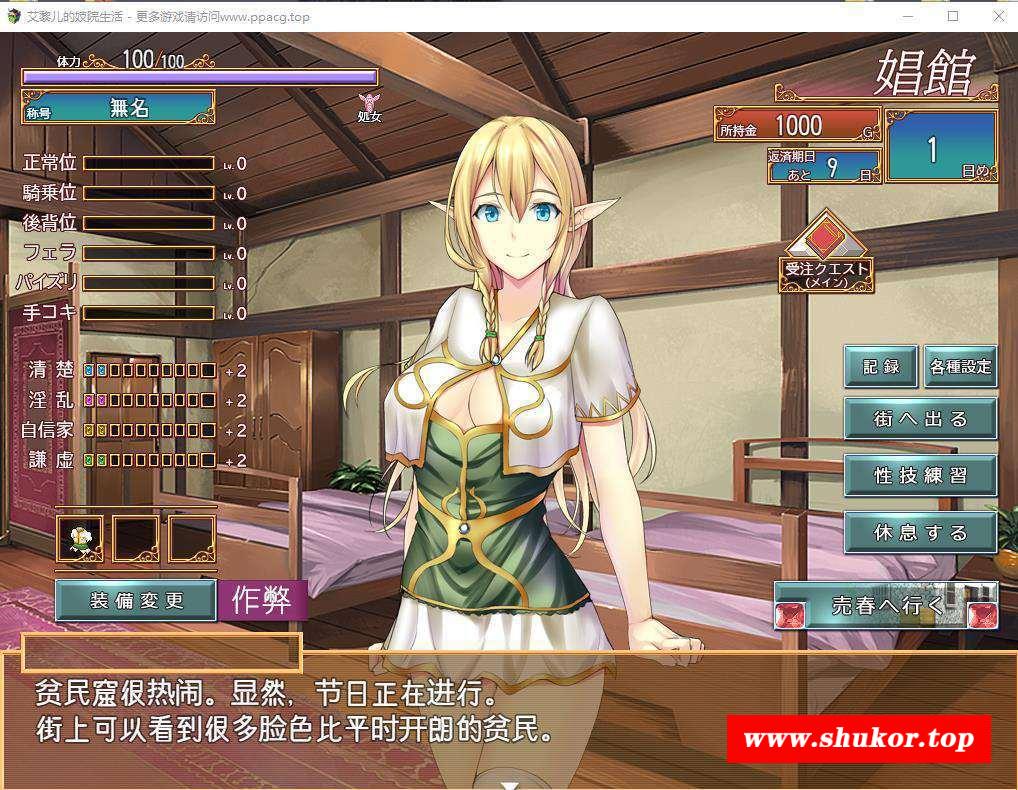 艾黎儿的妓院生活 - 更多游戏请访问www.ppacg.top
体力 100/100
称号 無名
処女
娼館
所持金 1000 G
返済期日 あと 9 日
1 日め
受注クエスト
(メイン)
正常位 Lv. 0
騎乗位 Lv. 0
後背位 Lv. 0
フェラ Lv. 0
パイズリ Lv. 0
手コキ Lv. 0
清楚 +2
淫乱 +2
自信家 +2
謙虚 +2
記録
各種設定
街へ出る
性技練習
休息する
売春へ行く
装備変更
作弊
贫民窟很热闹。显然，节日正在进行。
街上可以看到很多脸色比平时开朗的贫民。
www.shukor.top